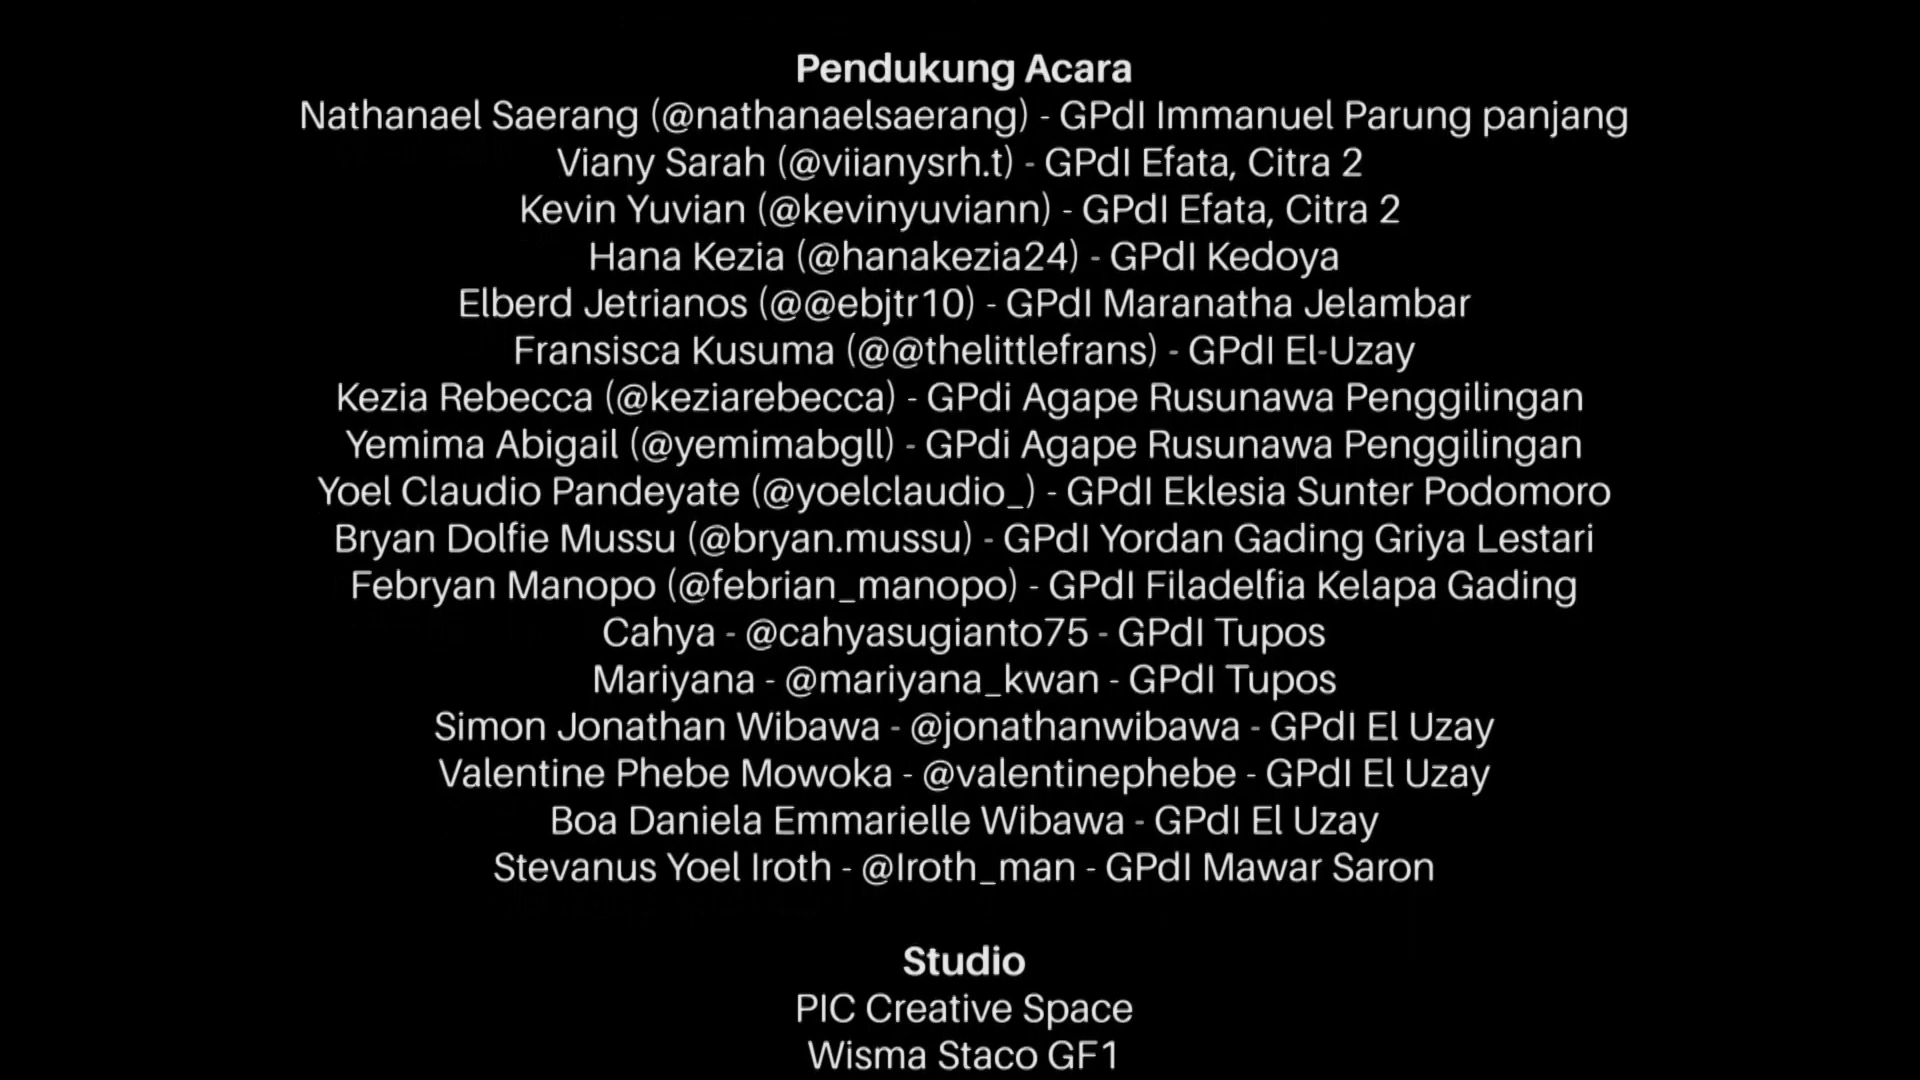 Pendukung Acara
Nathanael Saerang (@nathanaelsaerang) - GPdI Immanuel Parung panjang
Viany Sarah (@viianysrh.t) - GPdI Efata, Citra 2
Kevin Yuvian (@kevinyuviann) - GPdI Efata, Citra 2
Hana Kezia (@hanakezia24) - GPdI Kedoya
Elberd Jetrianos (@@ebjtr10) - GPdI Maranatha Jelambar
Fransisca Kusuma (@@thelittlefrans) - GPdI El-Uzay
Kezia Rebecca (@keziarebecca) - GPdi Agape Rusunawa Penggilingan
Yemima Abigail (@yemimabgll) - GPdi Agape Rusunawa Penggilingan
Yoel Claudio Pandeyate (@yoelclaudio_) - GPdI Eklesia Sunter Podomoro
Bryan Dolfie Mussu (@bryan.mussu) - GPdI Yordan Gading Griya Lestari
Febryan Manopo (@febrian_manopo) - GPdI Filadelfia Kelapa Gading
Cahya - @cahyasugianto75 - GPdI Tupos
Mariyana - @mariyana_kwan - GPdI Tupos
Simon Jonathan Wibawa - @jonathanwibawa - GPdI El Uzay
Valentine Phebe Mowoka - @valentinephebe - GPdI El Uzay
Boa Daniela Emmarielle Wibawa - GPdI El Uzay
Stevanus Yoel Iroth - @Iroth_man - GPdI Mawar Saron
Studio
PIC Creative Space
Wisma Staco GF1